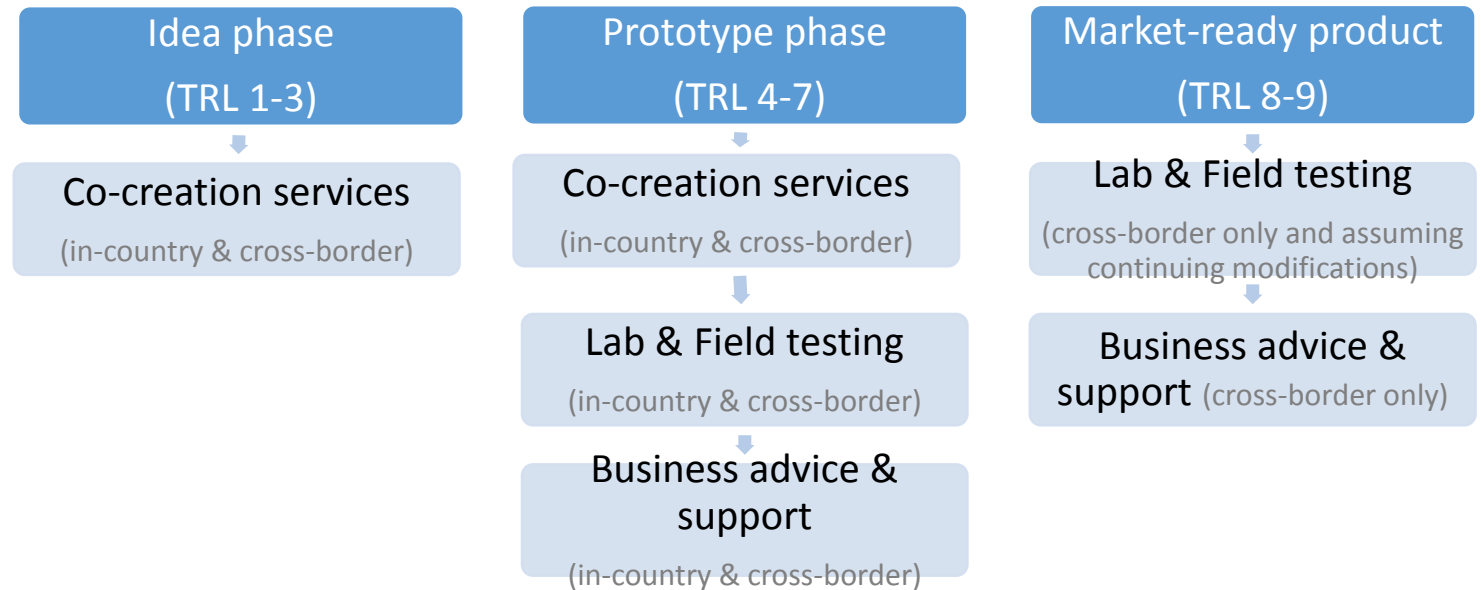 Idea phase
(TRL 1-3)
Co-creation services
(in-country & cross-border)
Prototype phase
(TRL 4-7)
Co-creation services
(in-country & cross-border)
Lab & Field testing
(in-country & cross-border)
Business advice &
support
(in-country & cross-border)
Market-ready product
(TRL 8-9)
Lab & Field testing
(cross-border only and assuming
continuing modifications)
Business advice &
support (cross-border only)